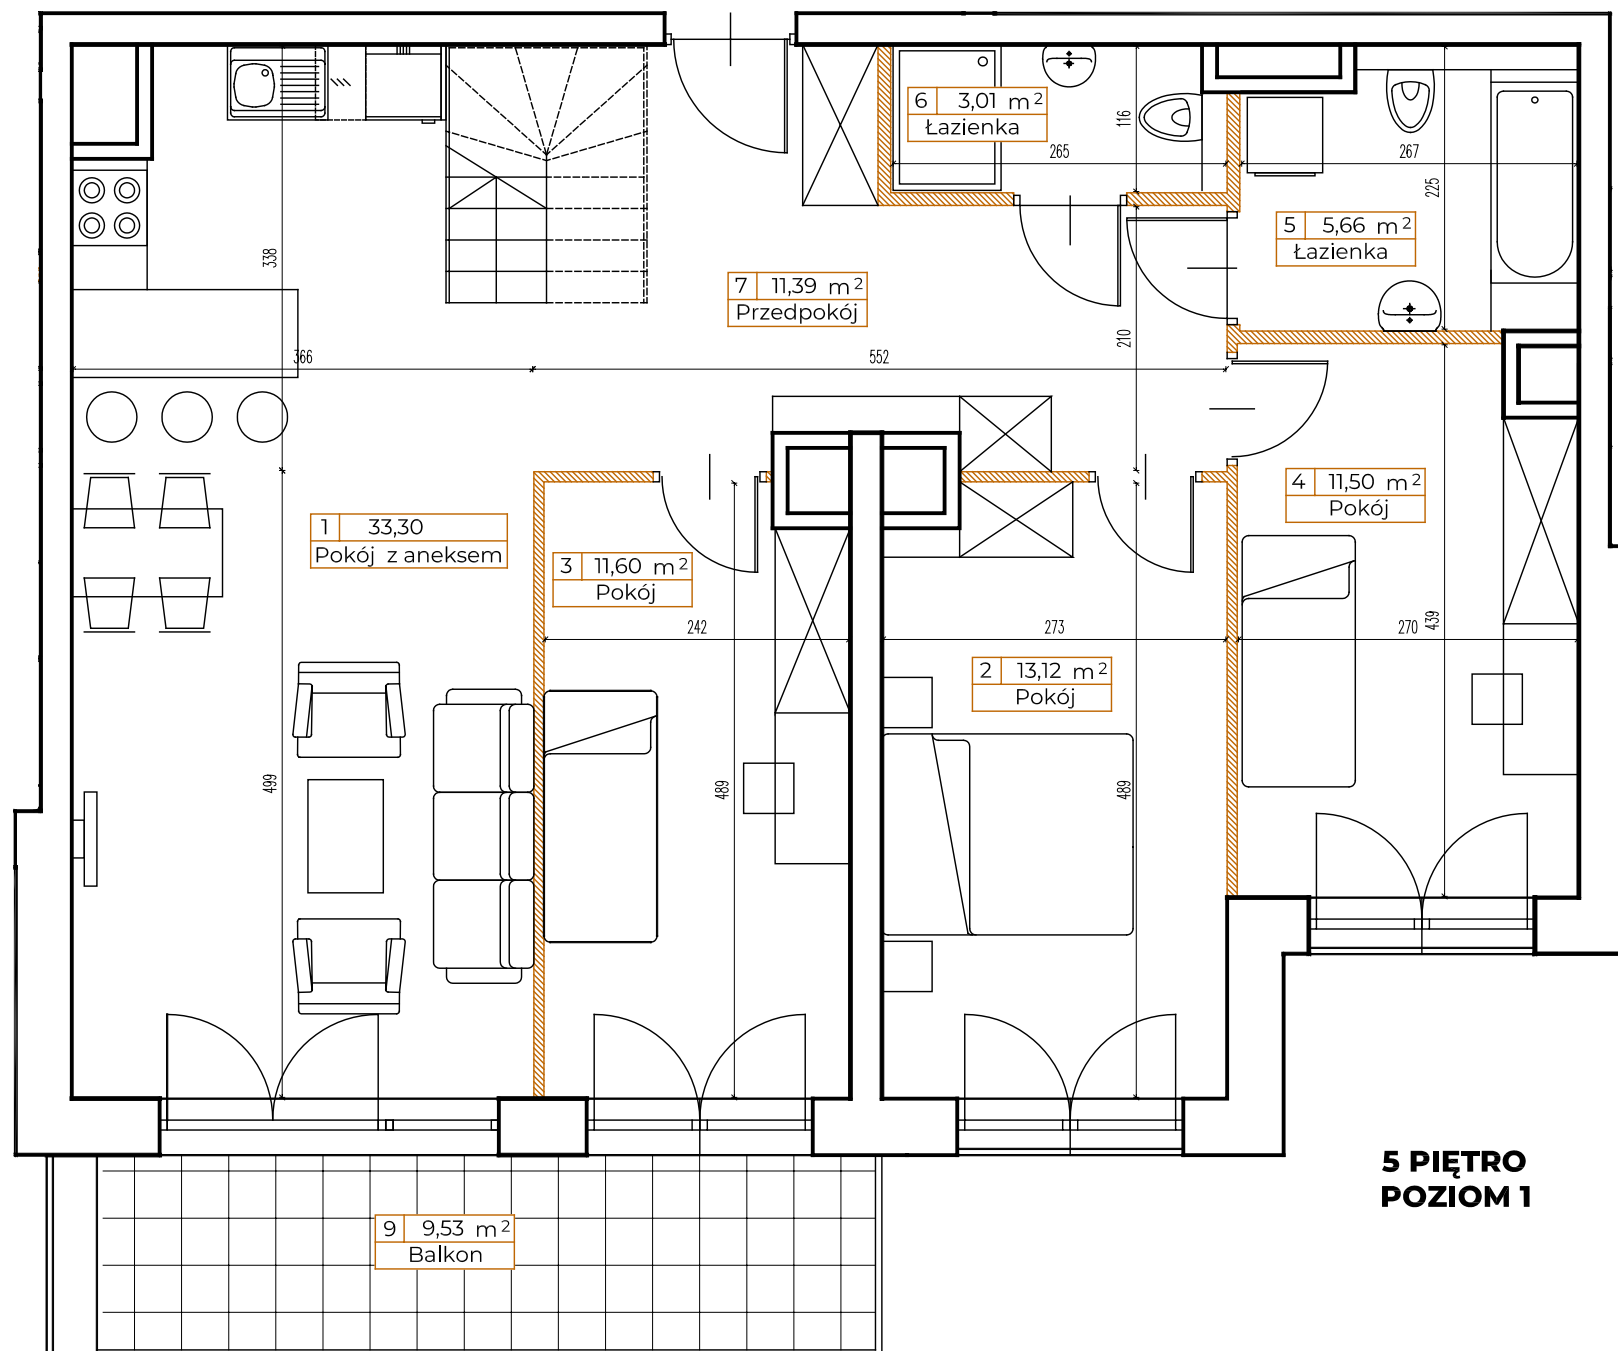 6 3,01 m²
Łazienka
116
265
267
225
5 5,66 m²
Łazienka
338
7 11,39 m²
Przedpokój
210
366
552
4 11,50 m²
Pokój
1 33,30
Pokój z aneksem
3 11,60 m²
Pokój
242
273
270
439
2 13,12 m²
Pokój
499
489
489
5 PIĘTRO
POZIOM 1
9 9,53 m²
Balkon